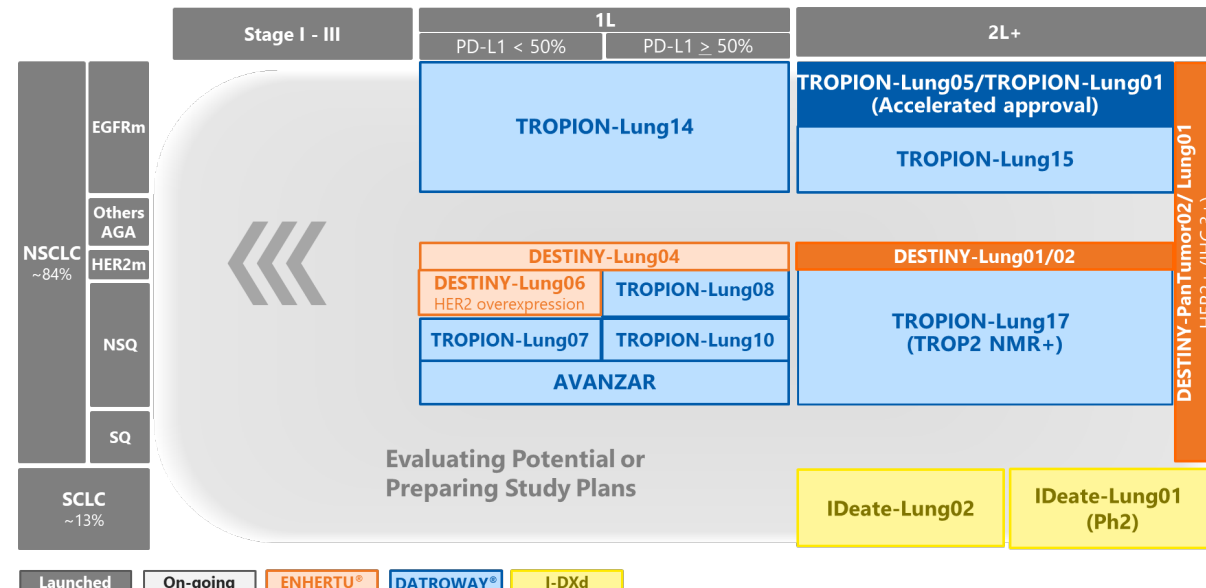 Stage I - III
1L
PD-L1 < 50%
PD-L1 ≥ 50%
2L+
NSCLC
~84%
EGFRm
Others
AGA
HER2m
NSQ
SQ
SCLC
~13%
TROPION-Lung14
TROPION-Lung05/TROPION-Lung01
(Accelerated approval)
TROPION-Lung15
DESTINY-Lung04
DESTINY-Lung01/02
DESTINY-Lung06
HER2 overexpression
TROPION-Lung08
TROPION-Lung07
TROPION-Lung10
AVANZAR
TROPION-Lung17
(TROP2 NMR+)
DESTINY-PanTumor02/ Lung01
Evaluating Potential or
Preparing Study Plans
IDeate-Lung02
IDeate-Lung01
(Ph2)
Launched
On-going
ENHERTU®
DATROWAY®
I-DXd